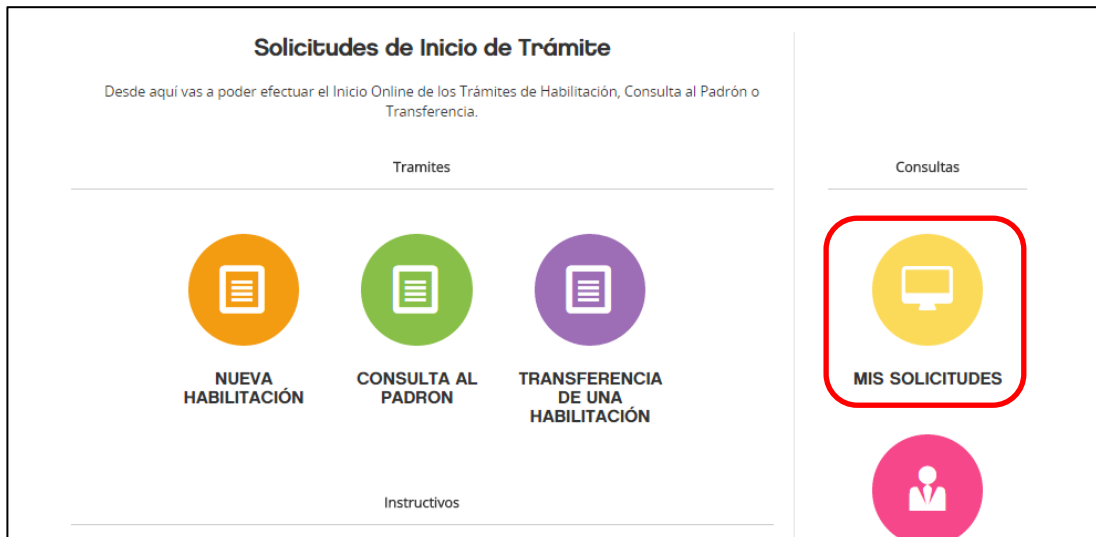 Solicitudes de Inicio de Trámite
Desde aquí vas a poder efectuar el Inicio Online de los Trámites de Habilitación, Consulta al Padrón o
Transferencia.
Tramites
NUEVA
HABILITACIÓN
CONSULTA AL
PADRON
TRANSFERENCIA
DE UNA
HABILITACIÓN
Instructivos
Consultas
MIS SOLICITUDES